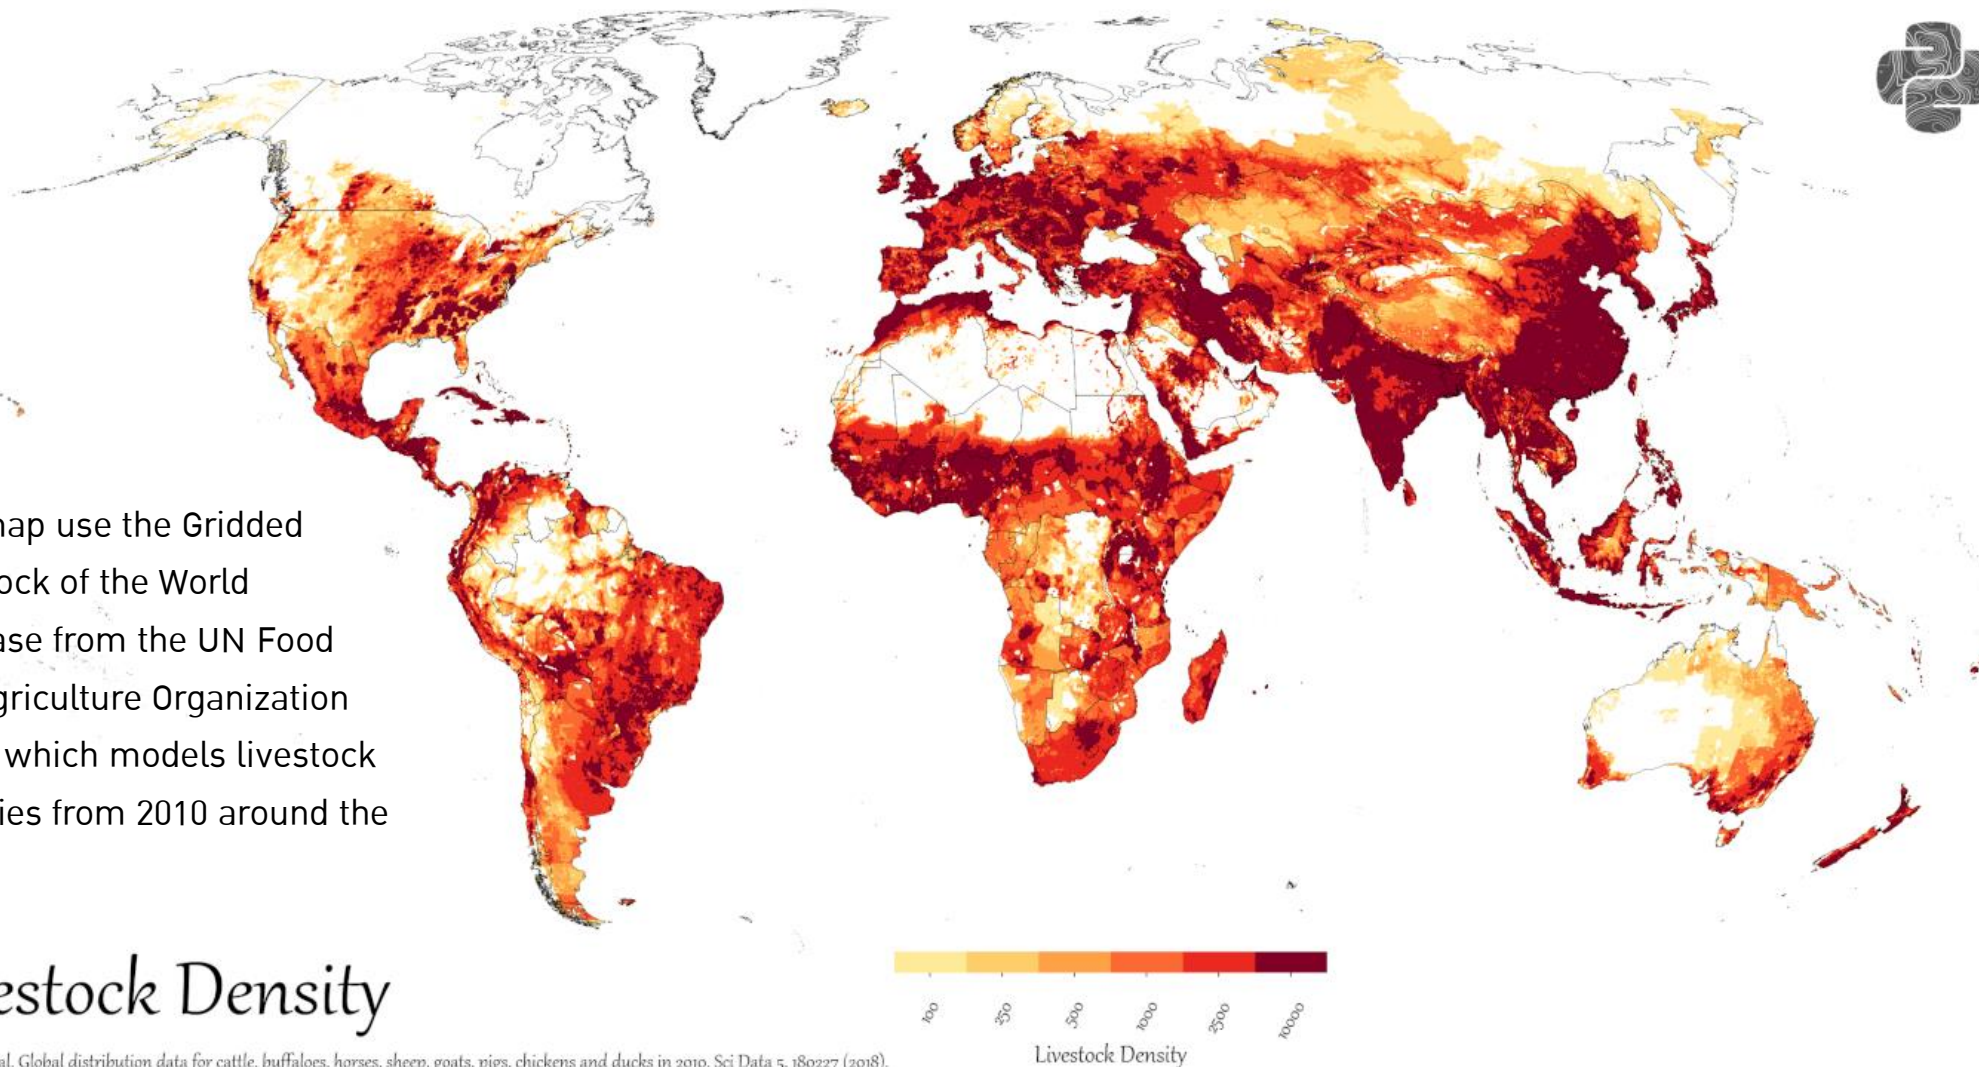 nap use the Gridded
ock of the World
ase from the UN Food
griculture Organization
which models livestock
ies from 2010 around the
estock Density
al. Global distribution data for cattle, buffaloes, horses, sheep, goats, pigs, chickens and ducks in 2010. Sci Data 5, 180227 (2018).
100
250
500
1000
2500
10000
Livestock Density